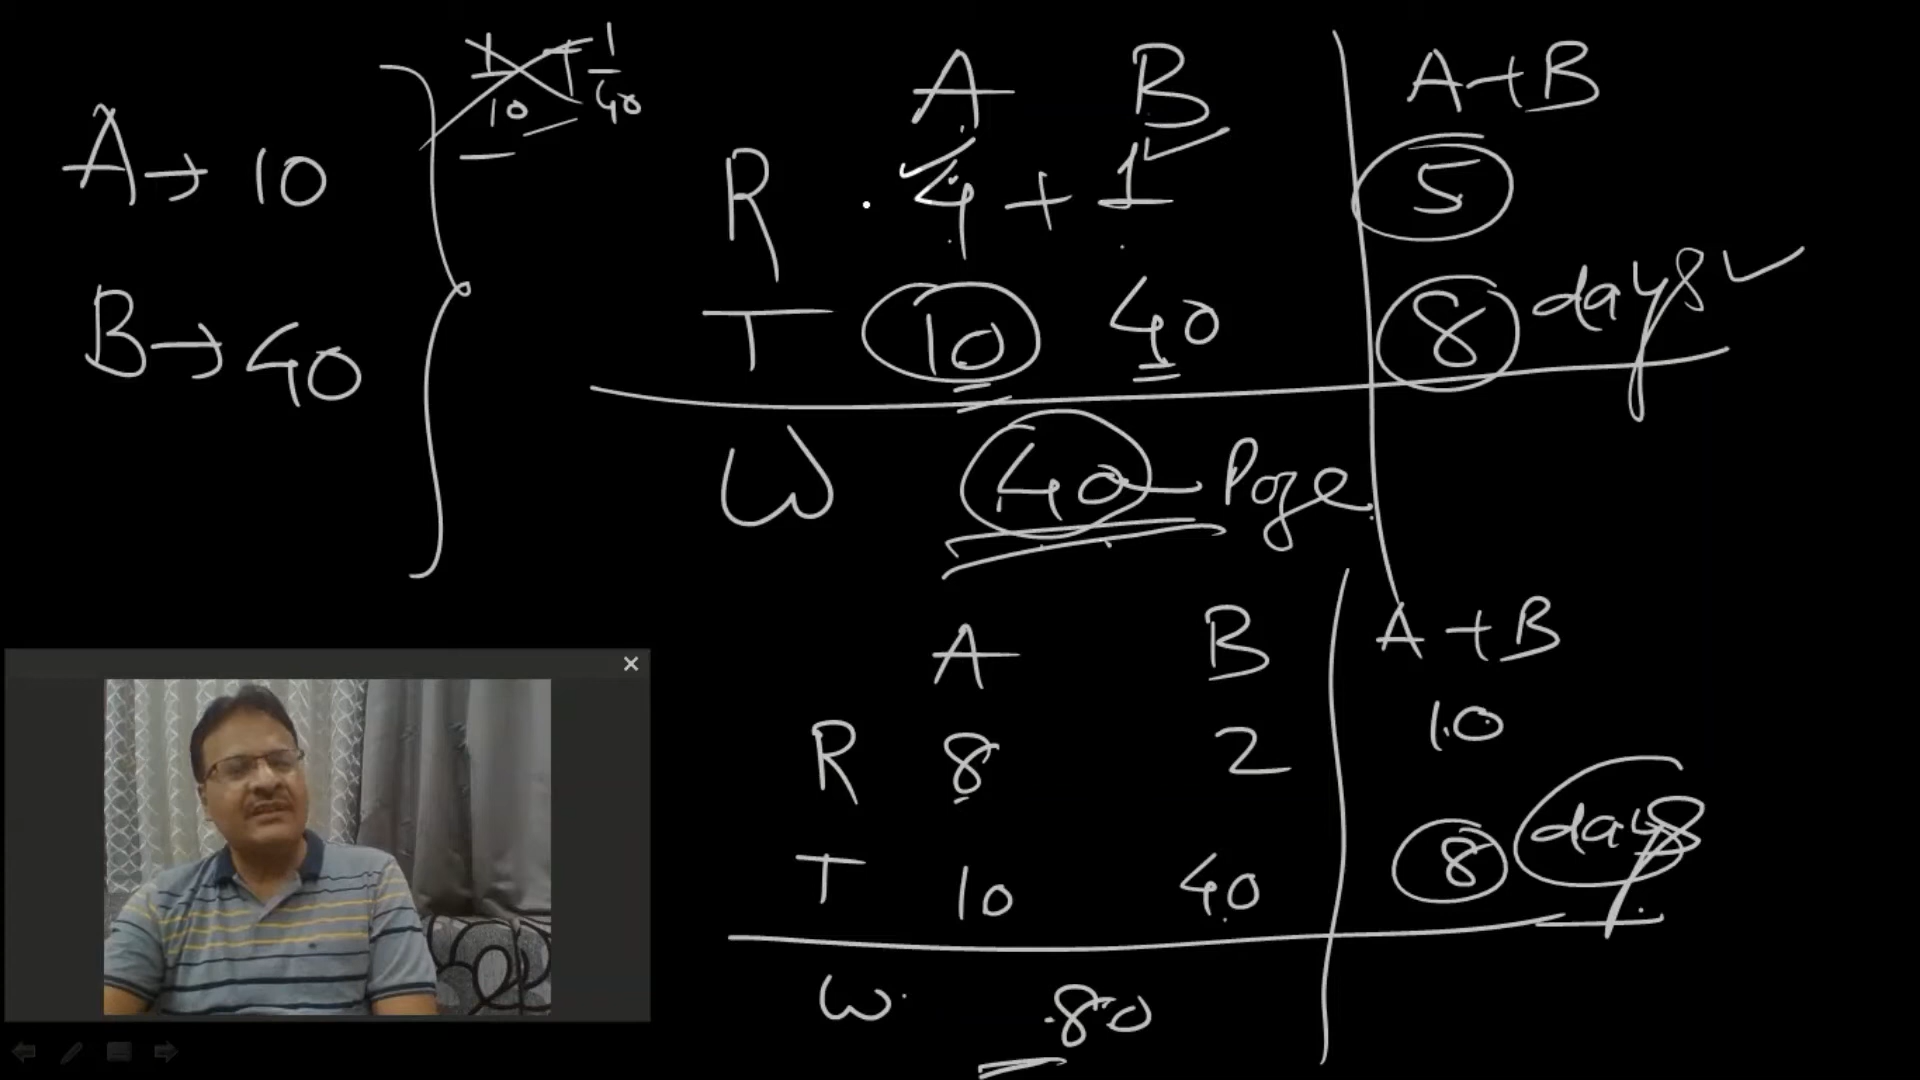 A → 10
B → 40
1/10 1/40
A B A+B
R 4 + 1 5
T 10 40 8 days
W 40 Page
A B A+B
R 8 2 10
T 10 40 8 days
W 80